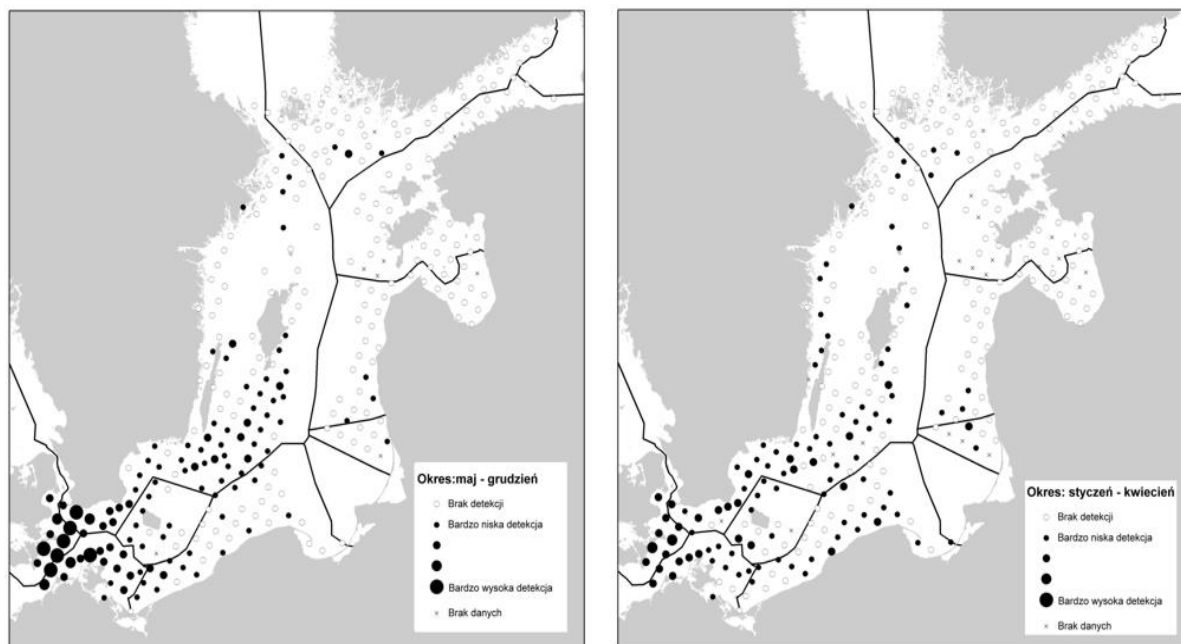 Okres:maj - grudzień
Brak detekcji
Bardzo niska detekcja
Bardzo wysoka detekcja
Brak danych
Okres: styczeń - kwiecień
Brak detekcji
Bardzo niska detekcja
Bardzo wysoka detekcja
Brak danych